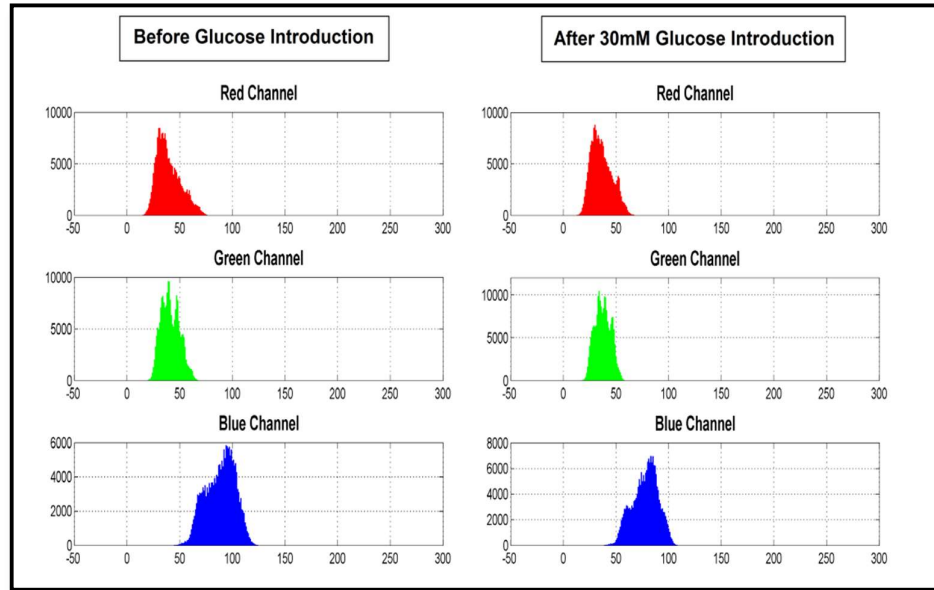 Before Glucose Introduction
After 30mM Glucose Introduction
Red Channel
10000
5000
0
-50 0 50 100 150 200 250 300
Red Channel
10000
5000
0
-50 0 50 100 150 200 250 300
Green Channel
10000
5000
0
-50 0 50 100 150 200 250 300
Green Channel
10000
5000
0
-50 0 50 100 150 200 250 300
Blue Channel
6000
4000
2000
0
-50 0 50 100 150 200 250 300
Blue Channel
8000
6000
4000
2000
0
-50 0 50 100 150 200 250 300